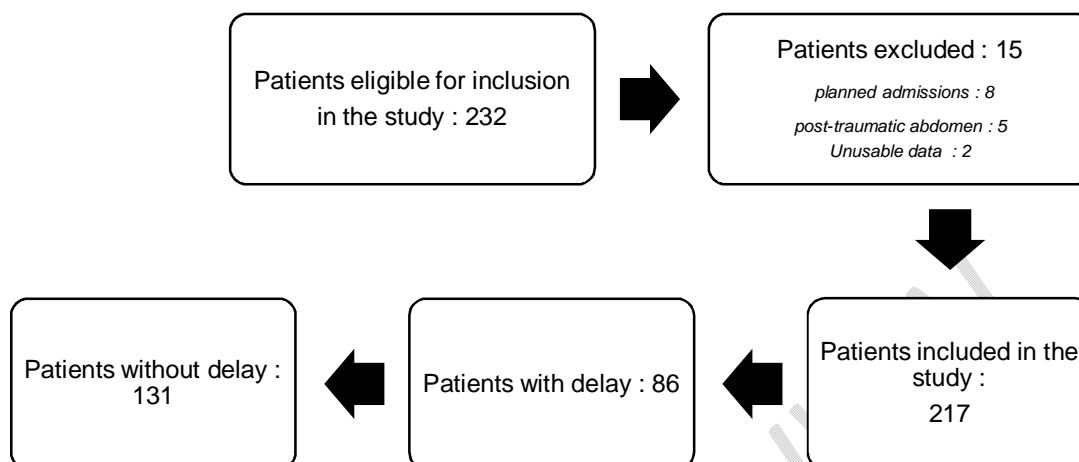 Patients eligible for inclusion
in the study : 232
Patients excluded : 15
planned admissions : 8
post-traumatic abdomen : 5
Unusable data : 2
Patients included in the
study :
217
Patients with delay : 86
Patients without delay :
131